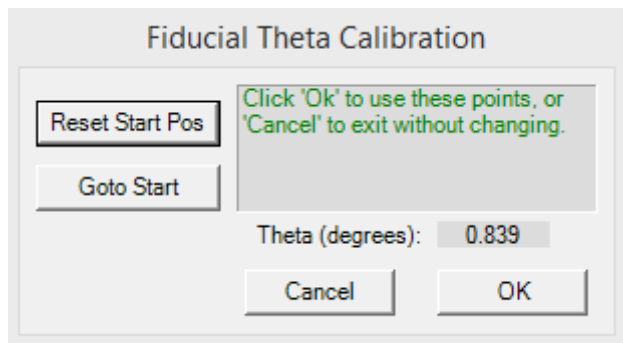 Fiducial Theta Calibration
Reset Start Pos
Click 'Ok' to use these points, or
'Cancel' to exit without changing.
Goto Start
Theta (degrees): 0.839
Cancel OK